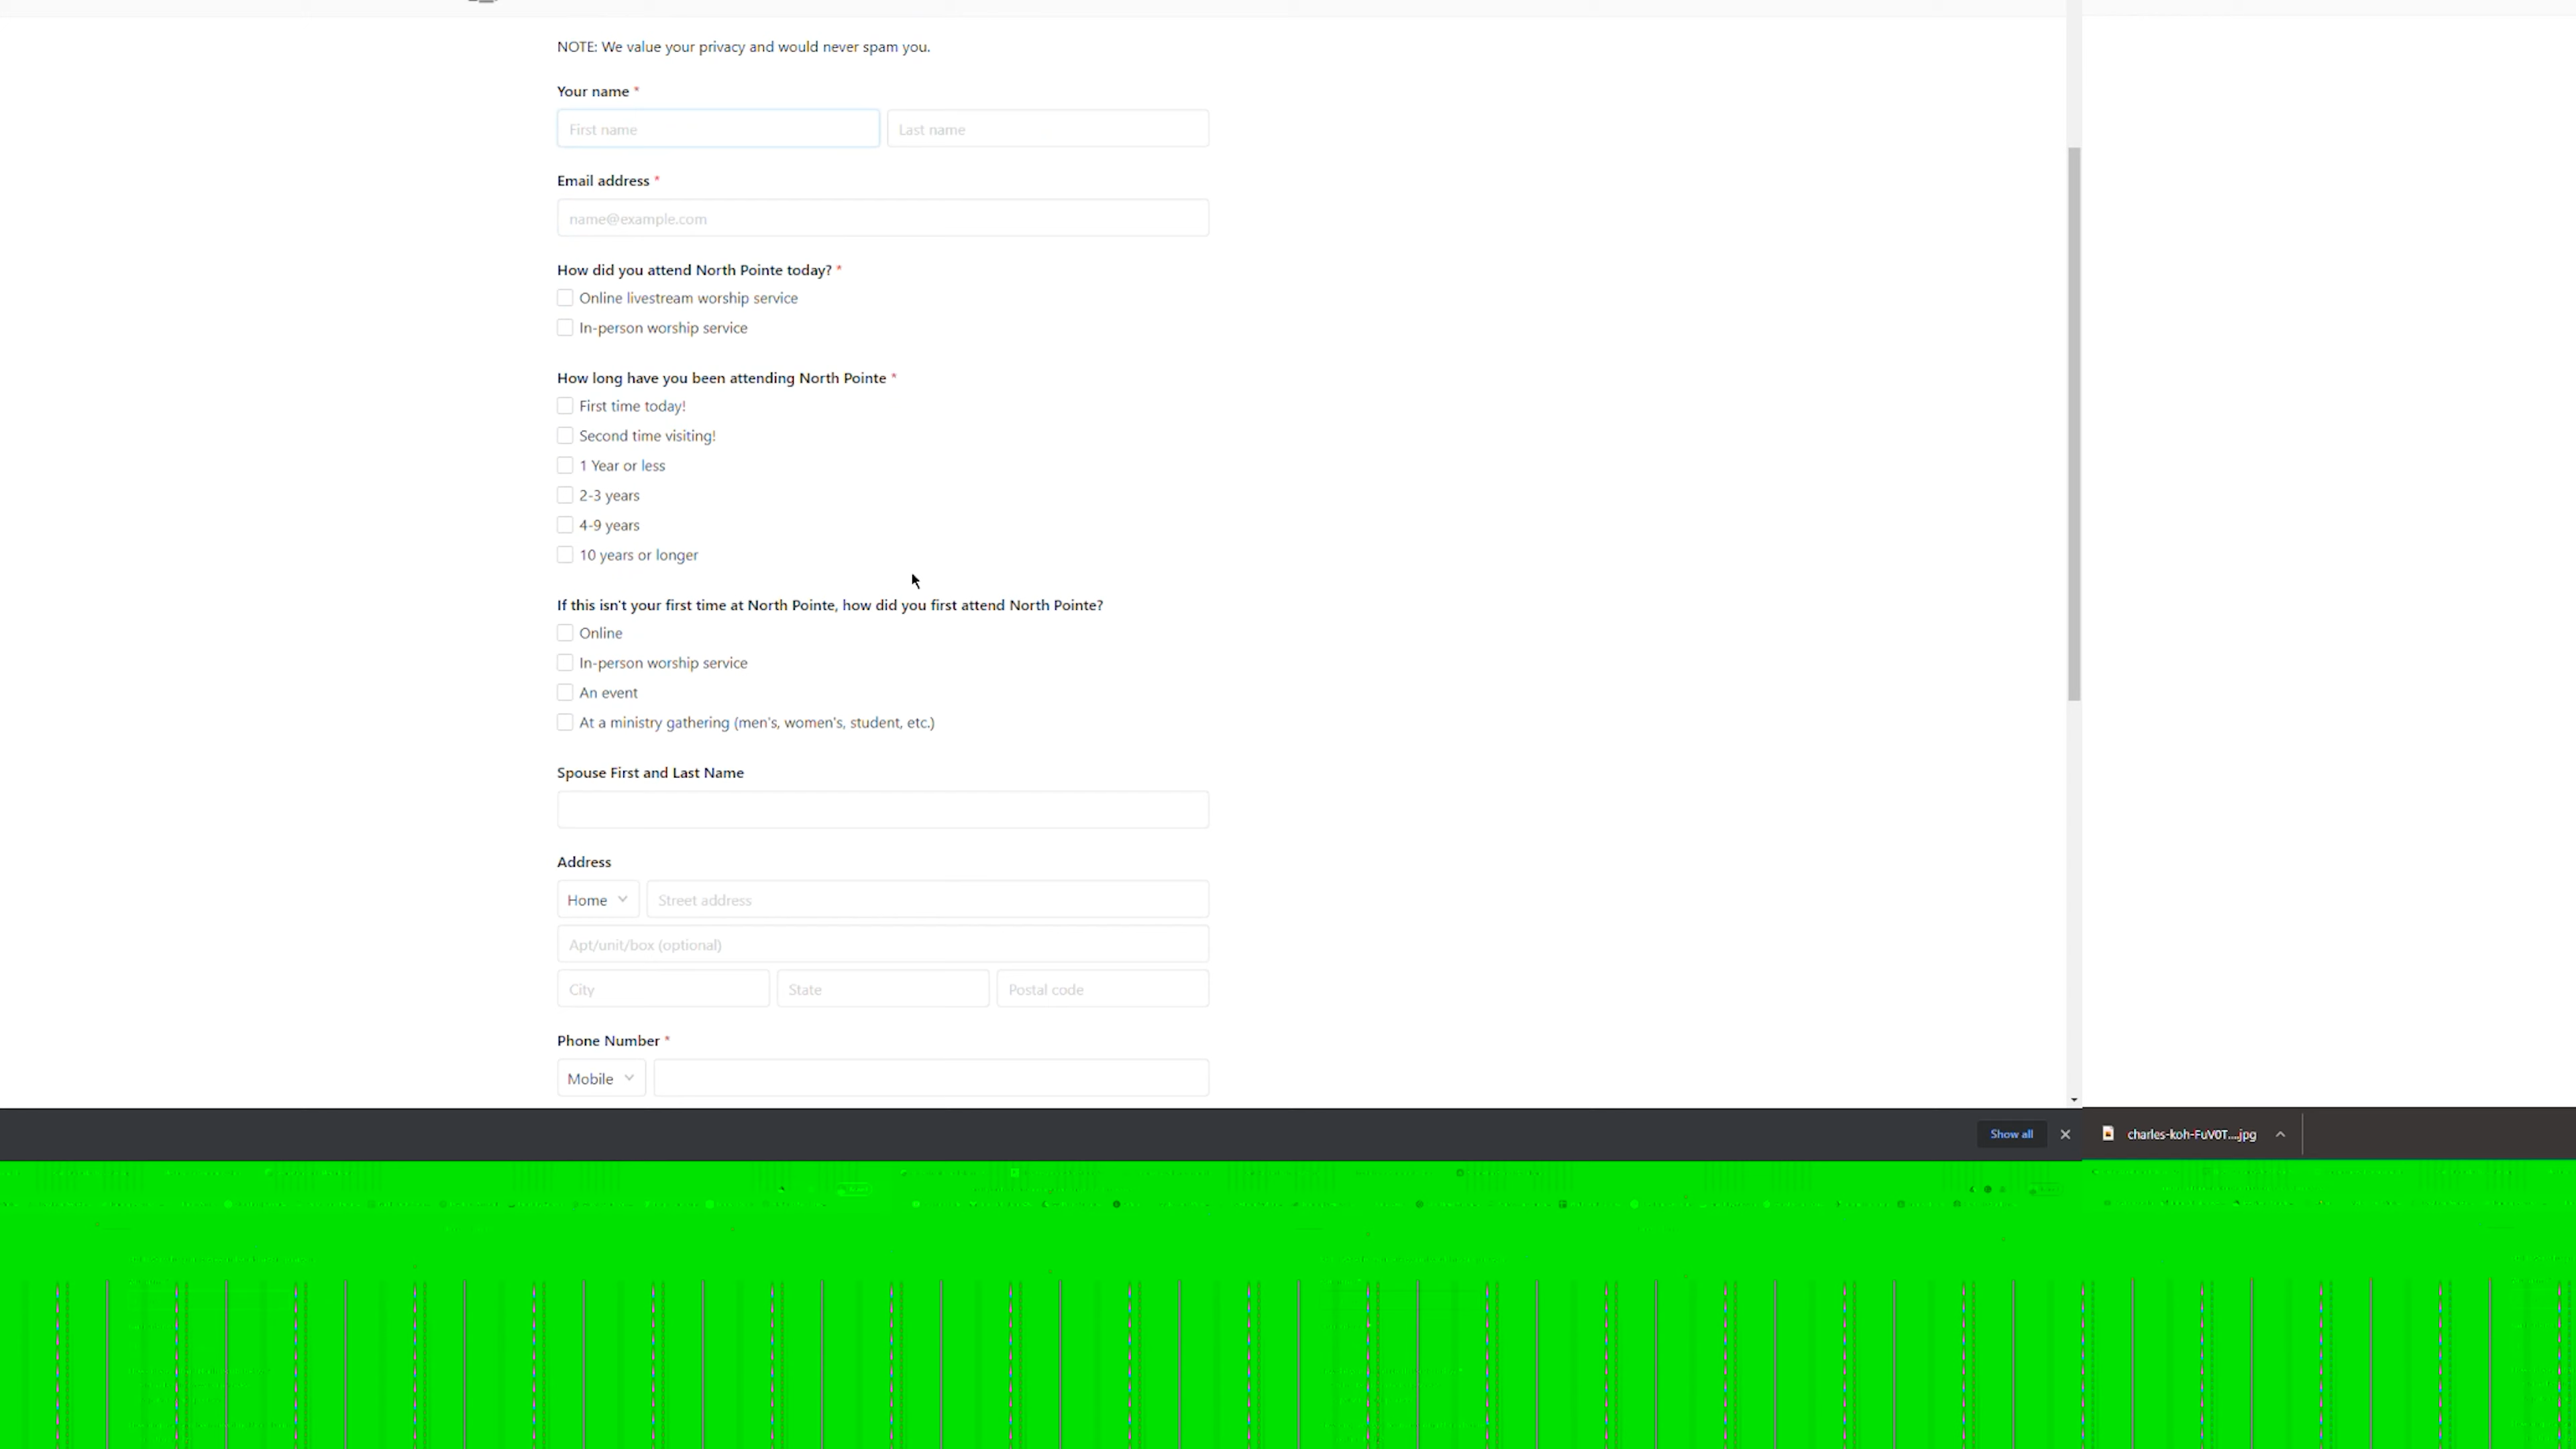 NOTE: We value your privacy and would never spam you.
Your name *
First name Last name
Email address *
name@example.com
How did you attend North Pointe today? *
Online livestream worship service
In-person worship service
How long have you been attending North Pointe *
First time today!
Second time visiting!
1 Year or less
2-3 years
4-9 years
10 years or longer
If this isn't your first time at North Pointe, how did you first attend North Pointe?
Online
In-person worship service
An event
At a ministry gathering (men's, women's, student, etc.)
Spouse First and Last Name
Address
Home Street address
Apt/unit/box (optional)
City State Postal code
Phone Number *
Mobile
Show all charles-koh-FuV0T....jpg